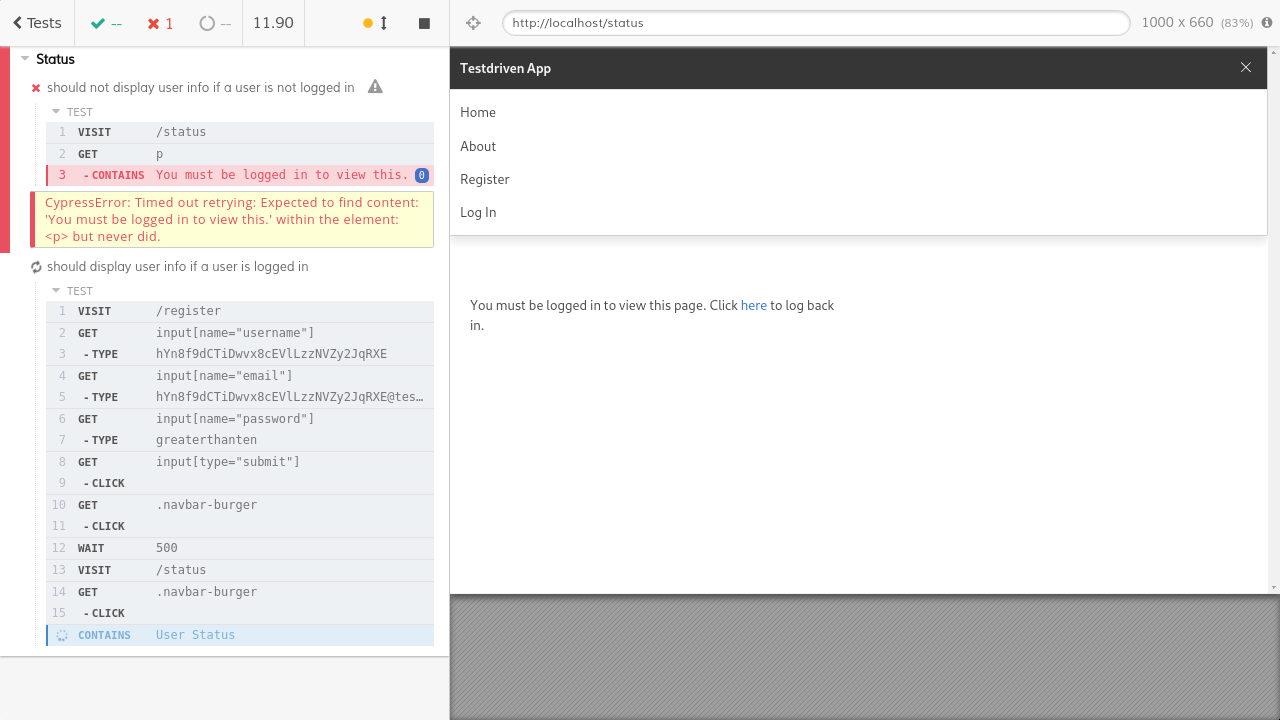 Tests -- 1 -- 11.90
http://localhost/status
1000 x 660 (83%)
Status
should not display user info if a user is not logged in
TEST
1 VISIT /status
2 GET p
3 - CONTAINS You must be logged in to view this. 0
CypressError: Timed out retrying: Expected to find content:
'You must be logged in to view this.' within the element:
<p> but never did.
should display user info if a user is logged in
TEST
1 VISIT /register
2 GET input[name="username"]
3 - TYPE hYn8f9dCTiDwvx8cEVlLzzNVZy2JqRXE
4 GET input[name="email"]
5 - TYPE hYn8f9dCTiDwvx8cEVlLzzNVZy2JqRXE@tes…
6 GET input[name="password"]
7 - TYPE greaterthanten
8 GET input[type="submit"]
9 - CLICK
10 GET .navbar-burger
11 - CLICK
12 WAIT 500
13 VISIT /status
14 GET .navbar-burger
15 - CLICK
CONTAINS User Status
Testdriven App
Home
About
Register
Log In
You must be logged in to view this page. Click here to log back
in.